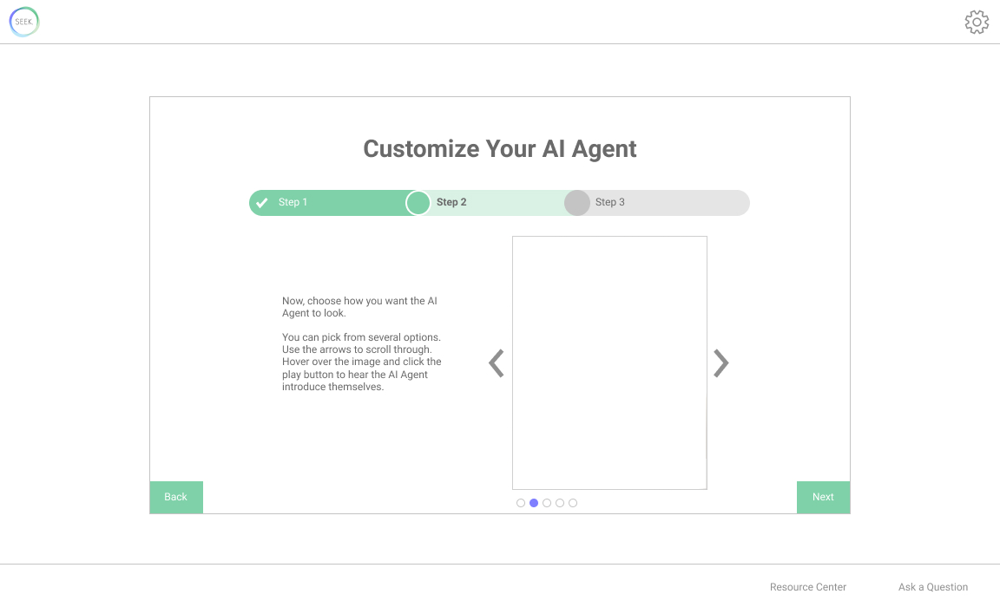 SEEK.
Customize Your AI Agent
Step 1
Step 2
Step 3
Now, choose how you want the AI
Agent to look.
You can pick from several options.
Use the arrows to scroll through.
Hover over the image and click the
play button to hear the AI Agent
introduce themselves.
Back
Next
Resource Center
Ask a Question